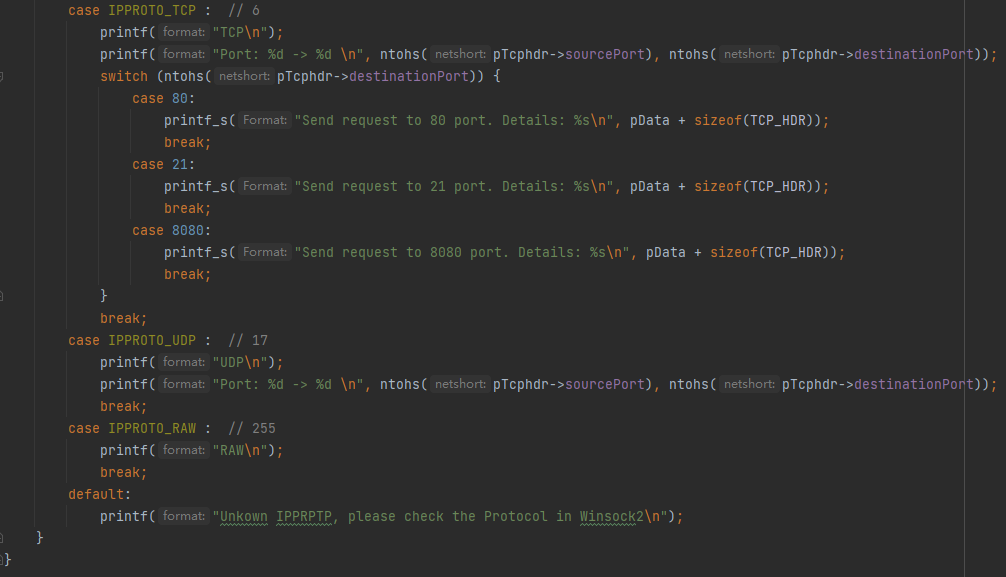 case IPPROTO_TCP :  // 6
printf( format: "TCP\n");
printf( format: "Port: %d -> %d \n", ntohs( netshort: pTcphdr->sourcePort), ntohs( netshort: pTcphdr->destinationPort));
switch (ntohs( netshort: pTcphdr->destinationPort)) {
case 80:
printf_s( Format: "Send request to 80 port. Details: %s\n", pData + sizeof(TCP_HDR));
break;
case 21:
printf_s( Format: "Send request to 21 port. Details: %s\n", pData + sizeof(TCP_HDR));
break;
case 8080:
printf_s( Format: "Send request to 8080 port. Details: %s\n", pData + sizeof(TCP_HDR));
break;
}
break;
case IPPROTO_UDP :  // 17
printf( format: "UDP\n");
printf( format: "Port: %d -> %d \n", ntohs( netshort: pTcphdr->sourcePort), ntohs( netshort: pTcphdr->destinationPort));
break;
case IPPROTO_RAW :  // 255
printf( format: "RAW\n");
break;
default:
printf( format: "Unkown IPPRPTP, please check the Protocol in Winsock2\n");
}
}